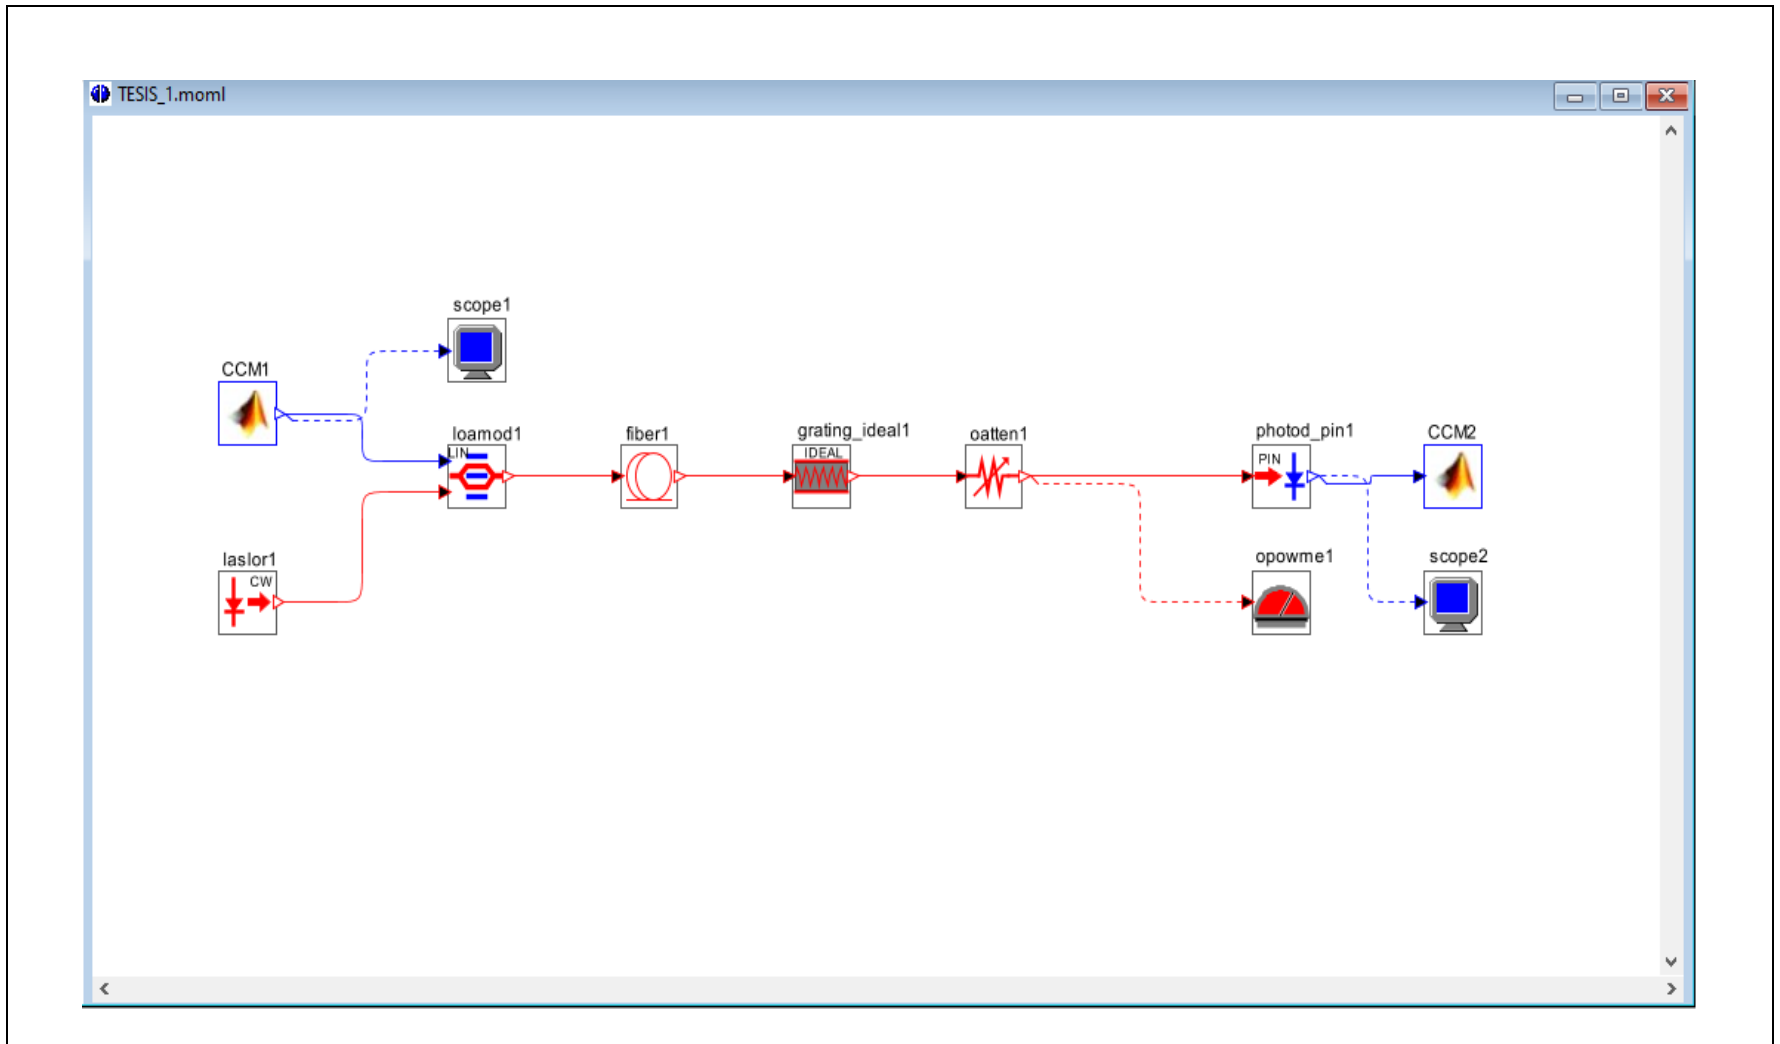 TESIS_1.moml
scope1
CCM1
loamod1
LIN
fiber1
grating_ideal1
IDEAL
oatten1
photod_pin1
PIN
CCM2
laslor1
CW
opowme1
scope2